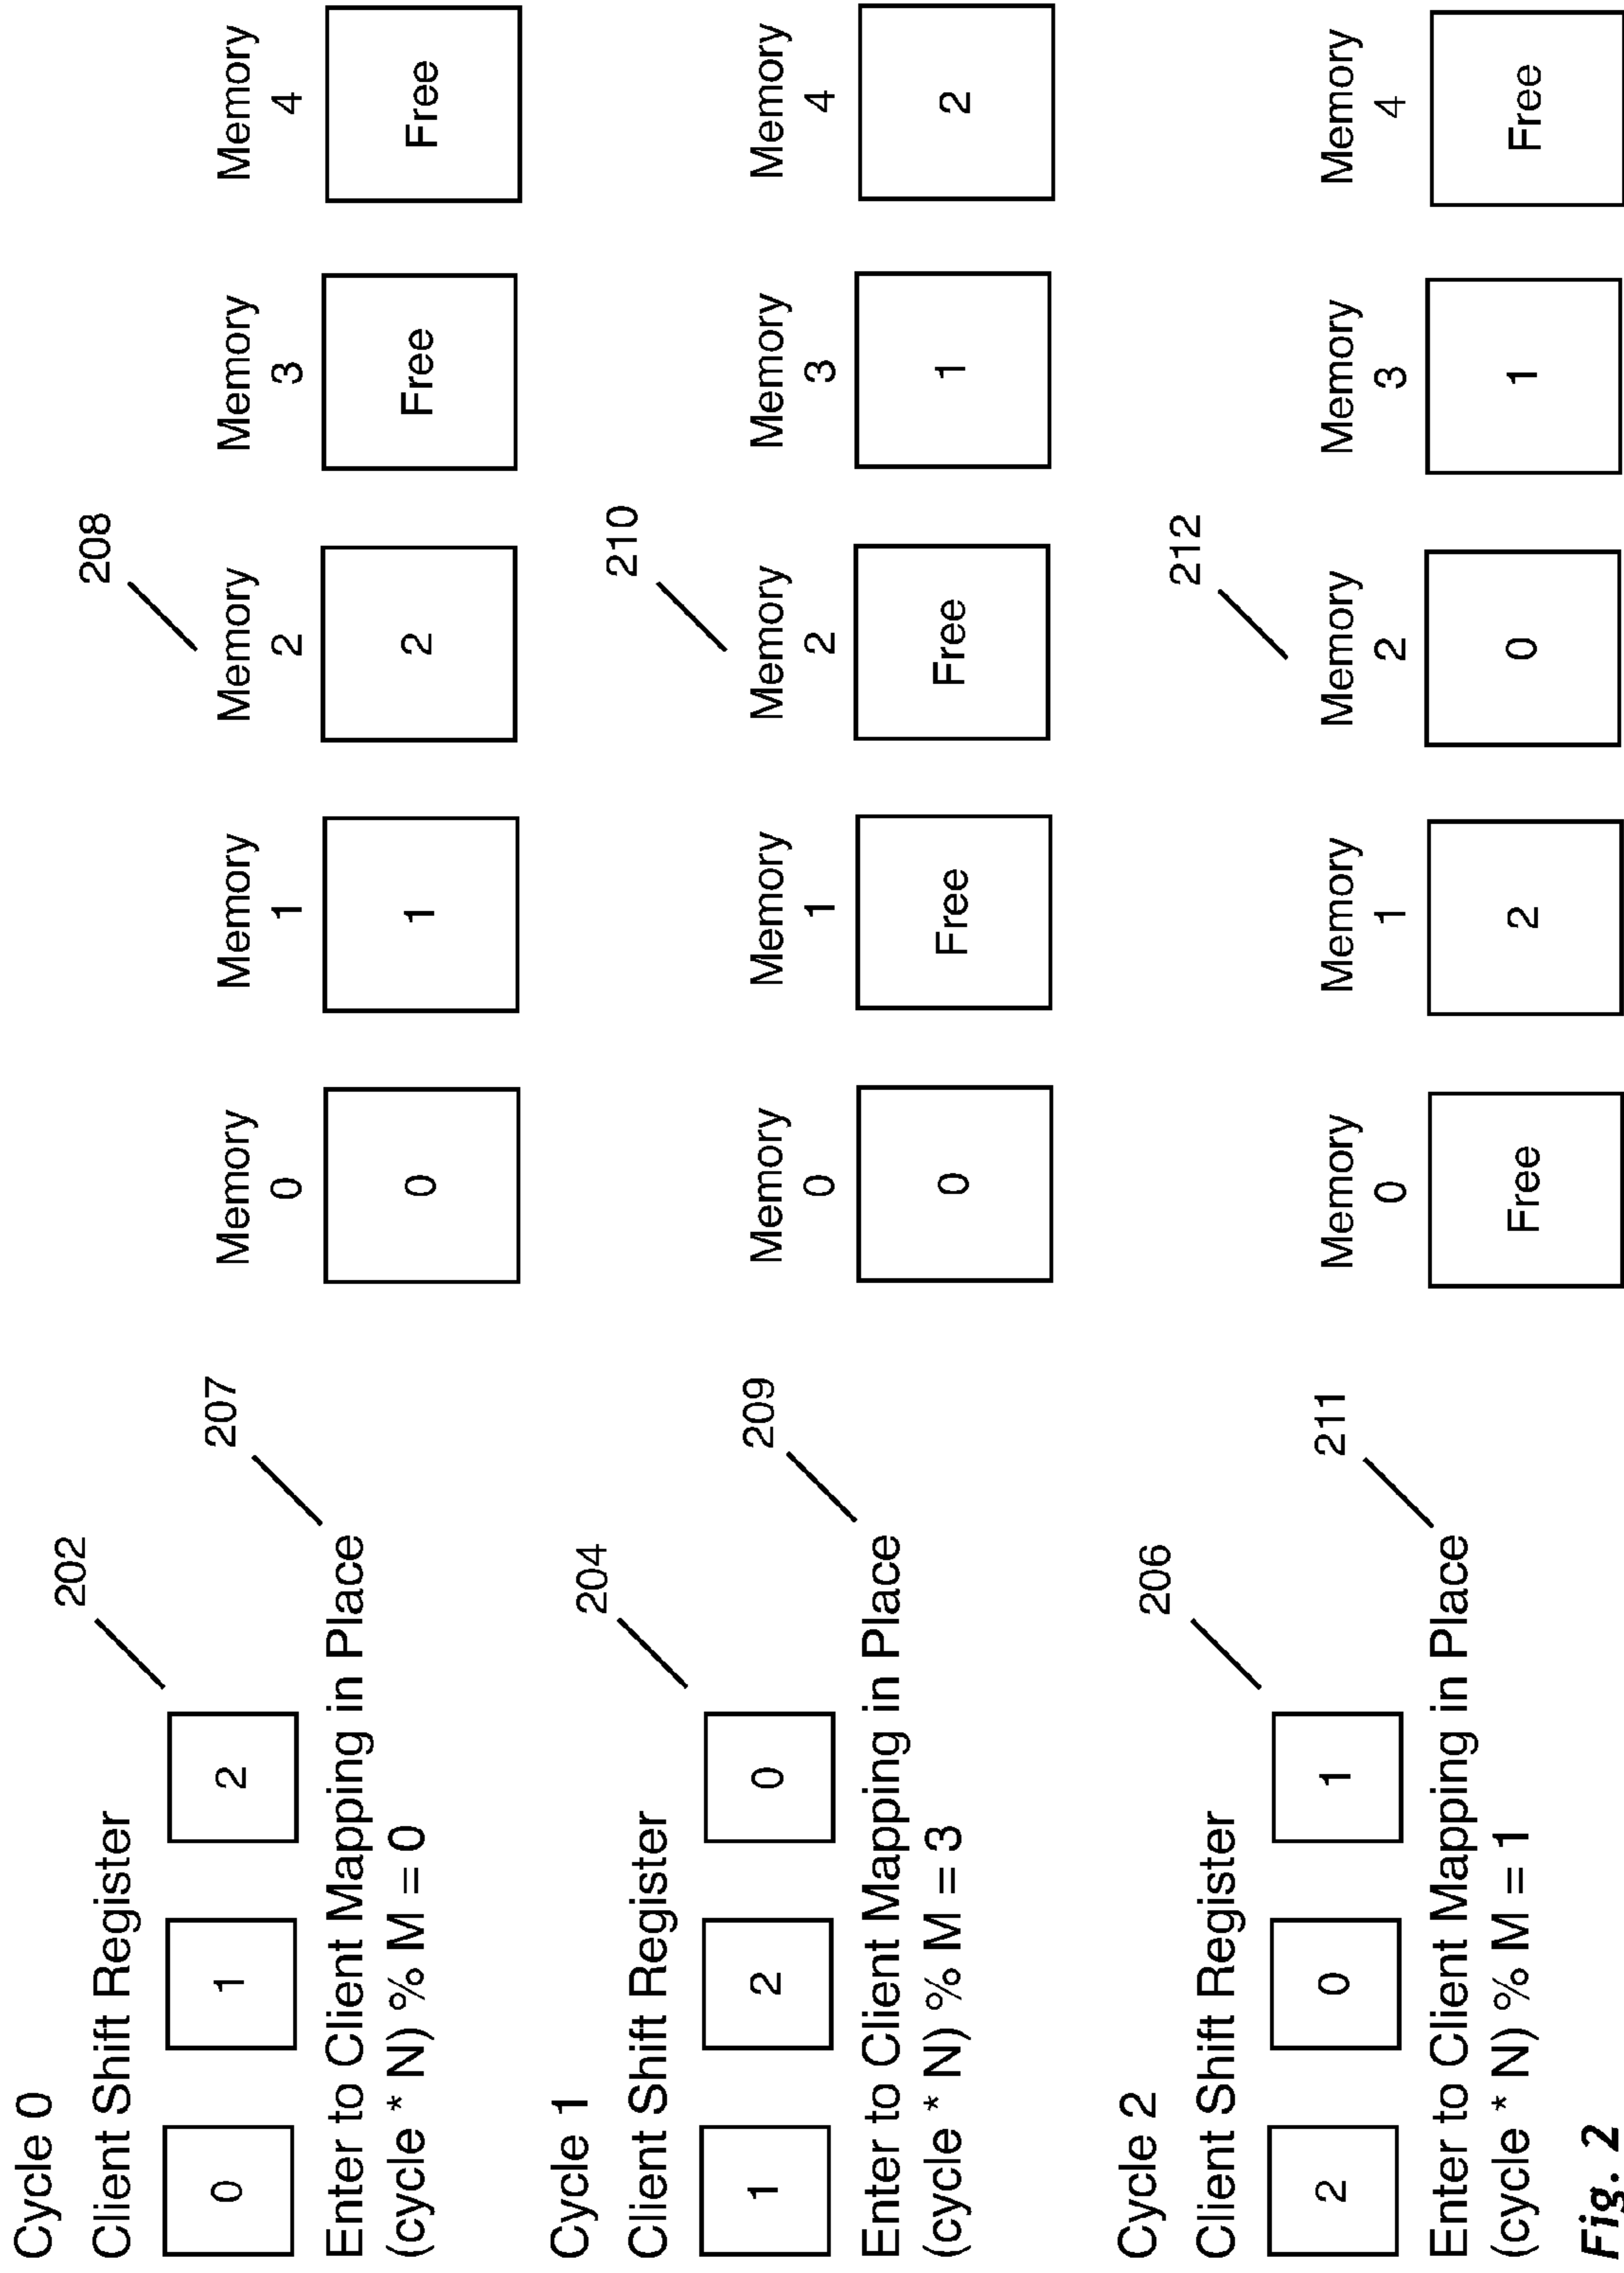 Cycle 0
Client Shift Register
202
0 1 2
207
Enter to Client Mapping in Place
(cycle * N) % M = 0
208
Memory Memory Memory Memory Memory
0 1 2 3 4
0 1 2 Free Free
Cycle 1
Client Shift Register
204
1 2 0
209
Enter to Client Mapping in Place
(cycle * N) % M = 3
210
Memory Memory Memory Memory Memory
0 1 2 3 4
0 Free Free 1 2
Cycle 2
Client Shift Register
206
2 0 1
211
Enter to Client Mapping in Place
(cycle * N) % M = 1
212
Memory Memory Memory Memory Memory
0 1 2 3 4
Free 2 0 1 Free
Fig. 2